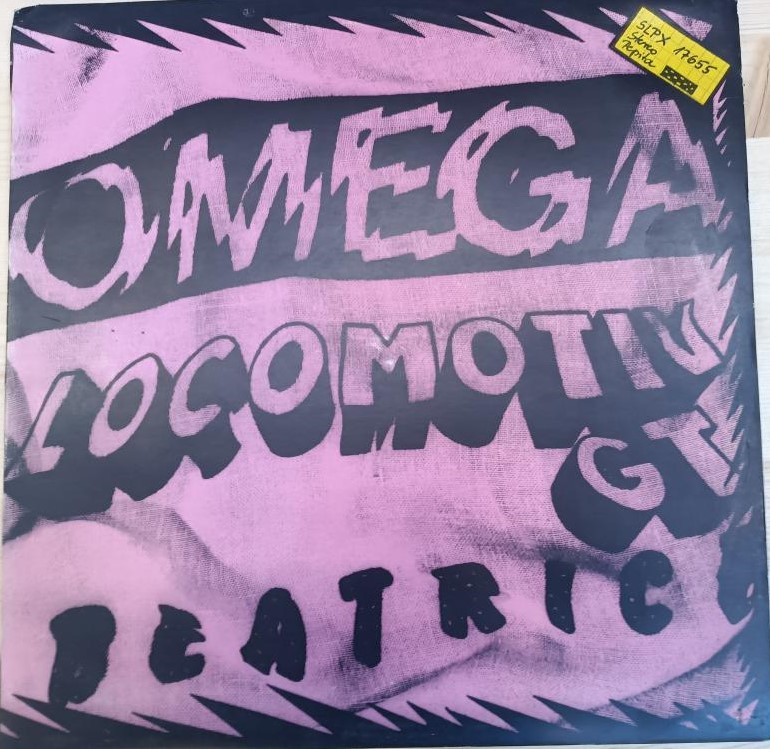 SLPX 17655
Stereo
Pepita
OMEGA
LOCOMOTIV
GT
BEATRICE